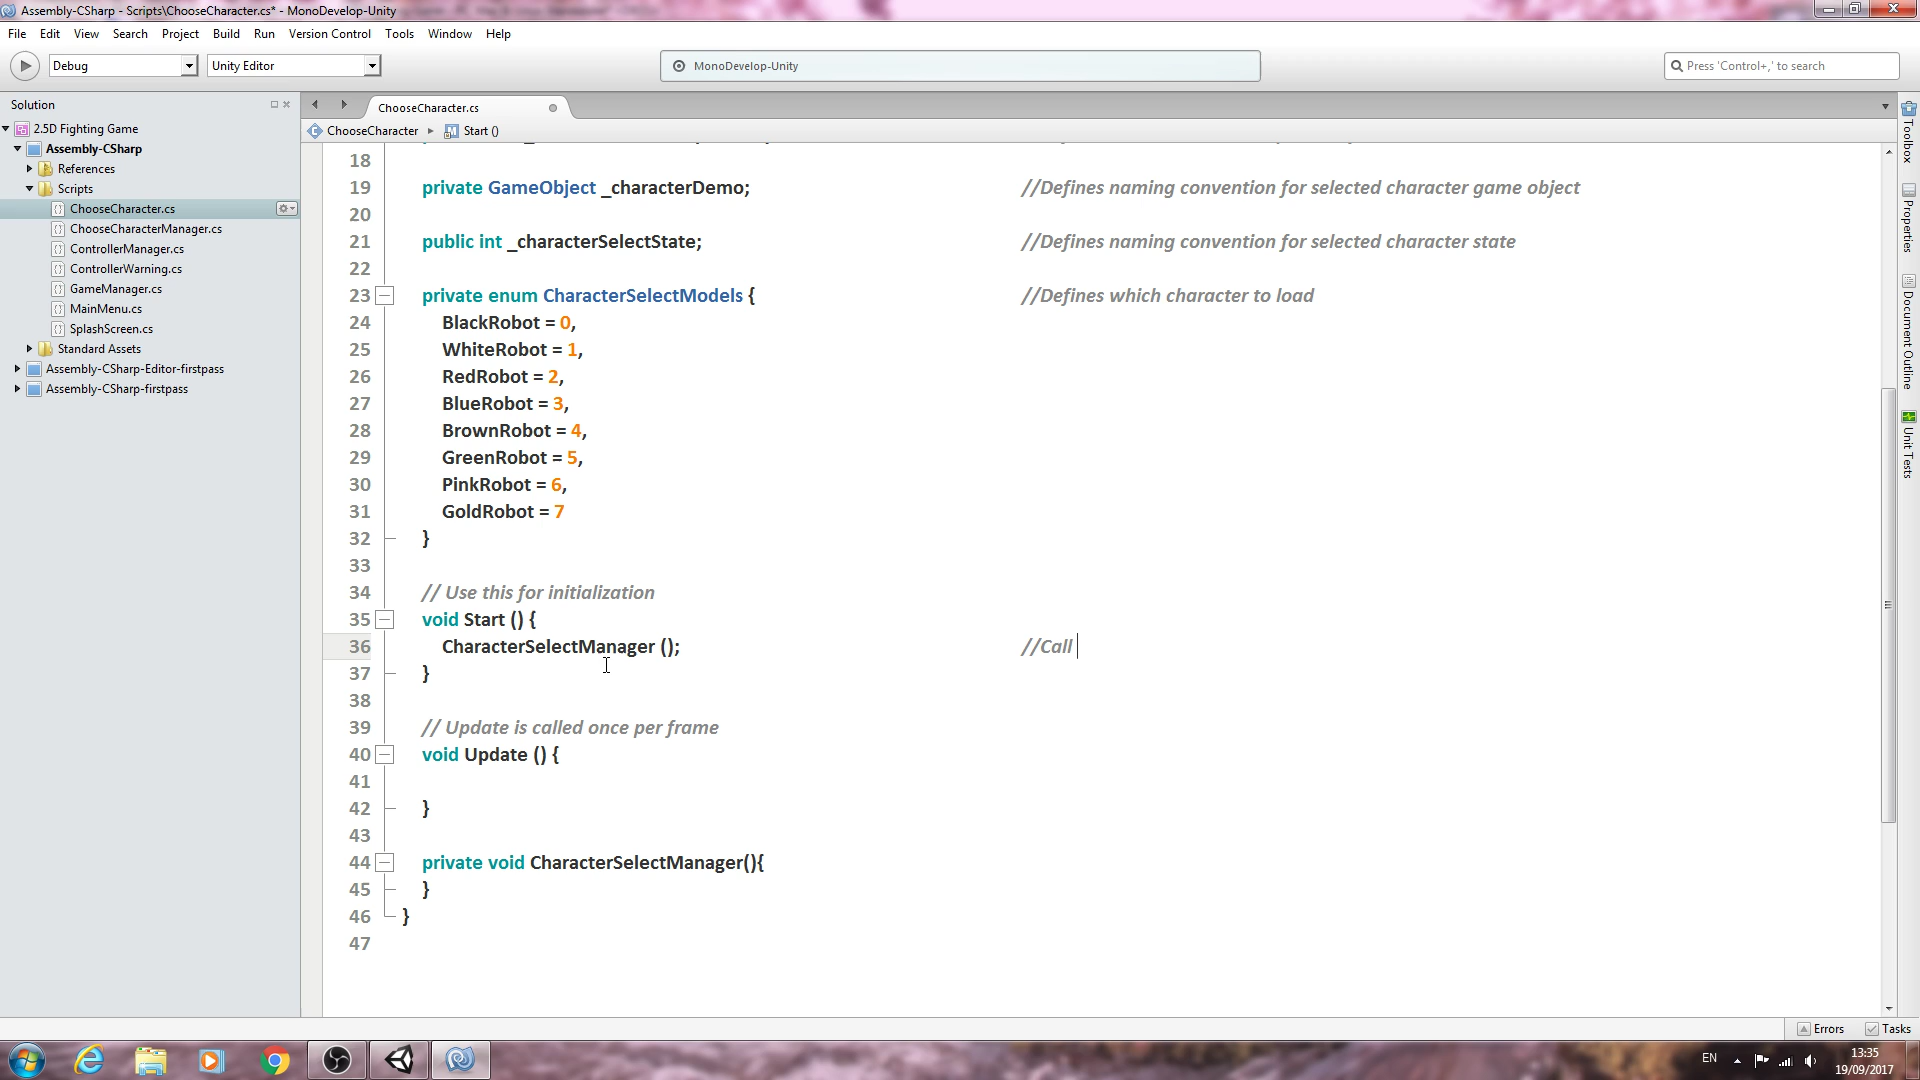 Assembly-CSharp - Scripts\ChooseCharacter.cs* - MonoDevelop-Unity
File Edit View Search Project Build Run Version Control Tools Window Help
Debug Unity Editor MonoDevelop-Unity Press 'Control+,' to search
Solution
2.5D Fighting Game
Assembly-CSharp
References
Scripts
ChooseCharacter.cs
ChooseCharacterManager.cs
ControllerManager.cs
ControllerWarning.cs
GameManager.cs
MainMenu.cs
SplashScreen.cs
Standard Assets
Assembly-CSharp-Editor-firstpass
Assembly-CSharp-firstpass
ChooseCharacter.cs
ChooseCharacter Start ()
18
19 private GameObject _characterDemo; //Defines naming convention for selected character game object
20
21 public int _characterSelectState; //Defines naming convention for selected character state
22
23 private enum CharacterSelectModels { //Defines which character to load
24 BlackRobot = 0,
25 WhiteRobot = 1,
26 RedRobot = 2,
27 BlueRobot = 3,
28 BrownRobot = 4,
29 GreenRobot = 5,
30 PinkRobot = 6,
31 GoldRobot = 7
32 }
33
34 // Use this for initialization
35 void Start () {
36 CharacterSelectManager (); //Call
37 }
38
39 // Update is called once per frame
40 void Update () {
41
42 }
43
44 private void CharacterSelectManager(){
45 }
46 }
47
Toolbox
Properties
Document Outline
Unit Tests
Errors Tasks
EN
13:35
19/09/2017